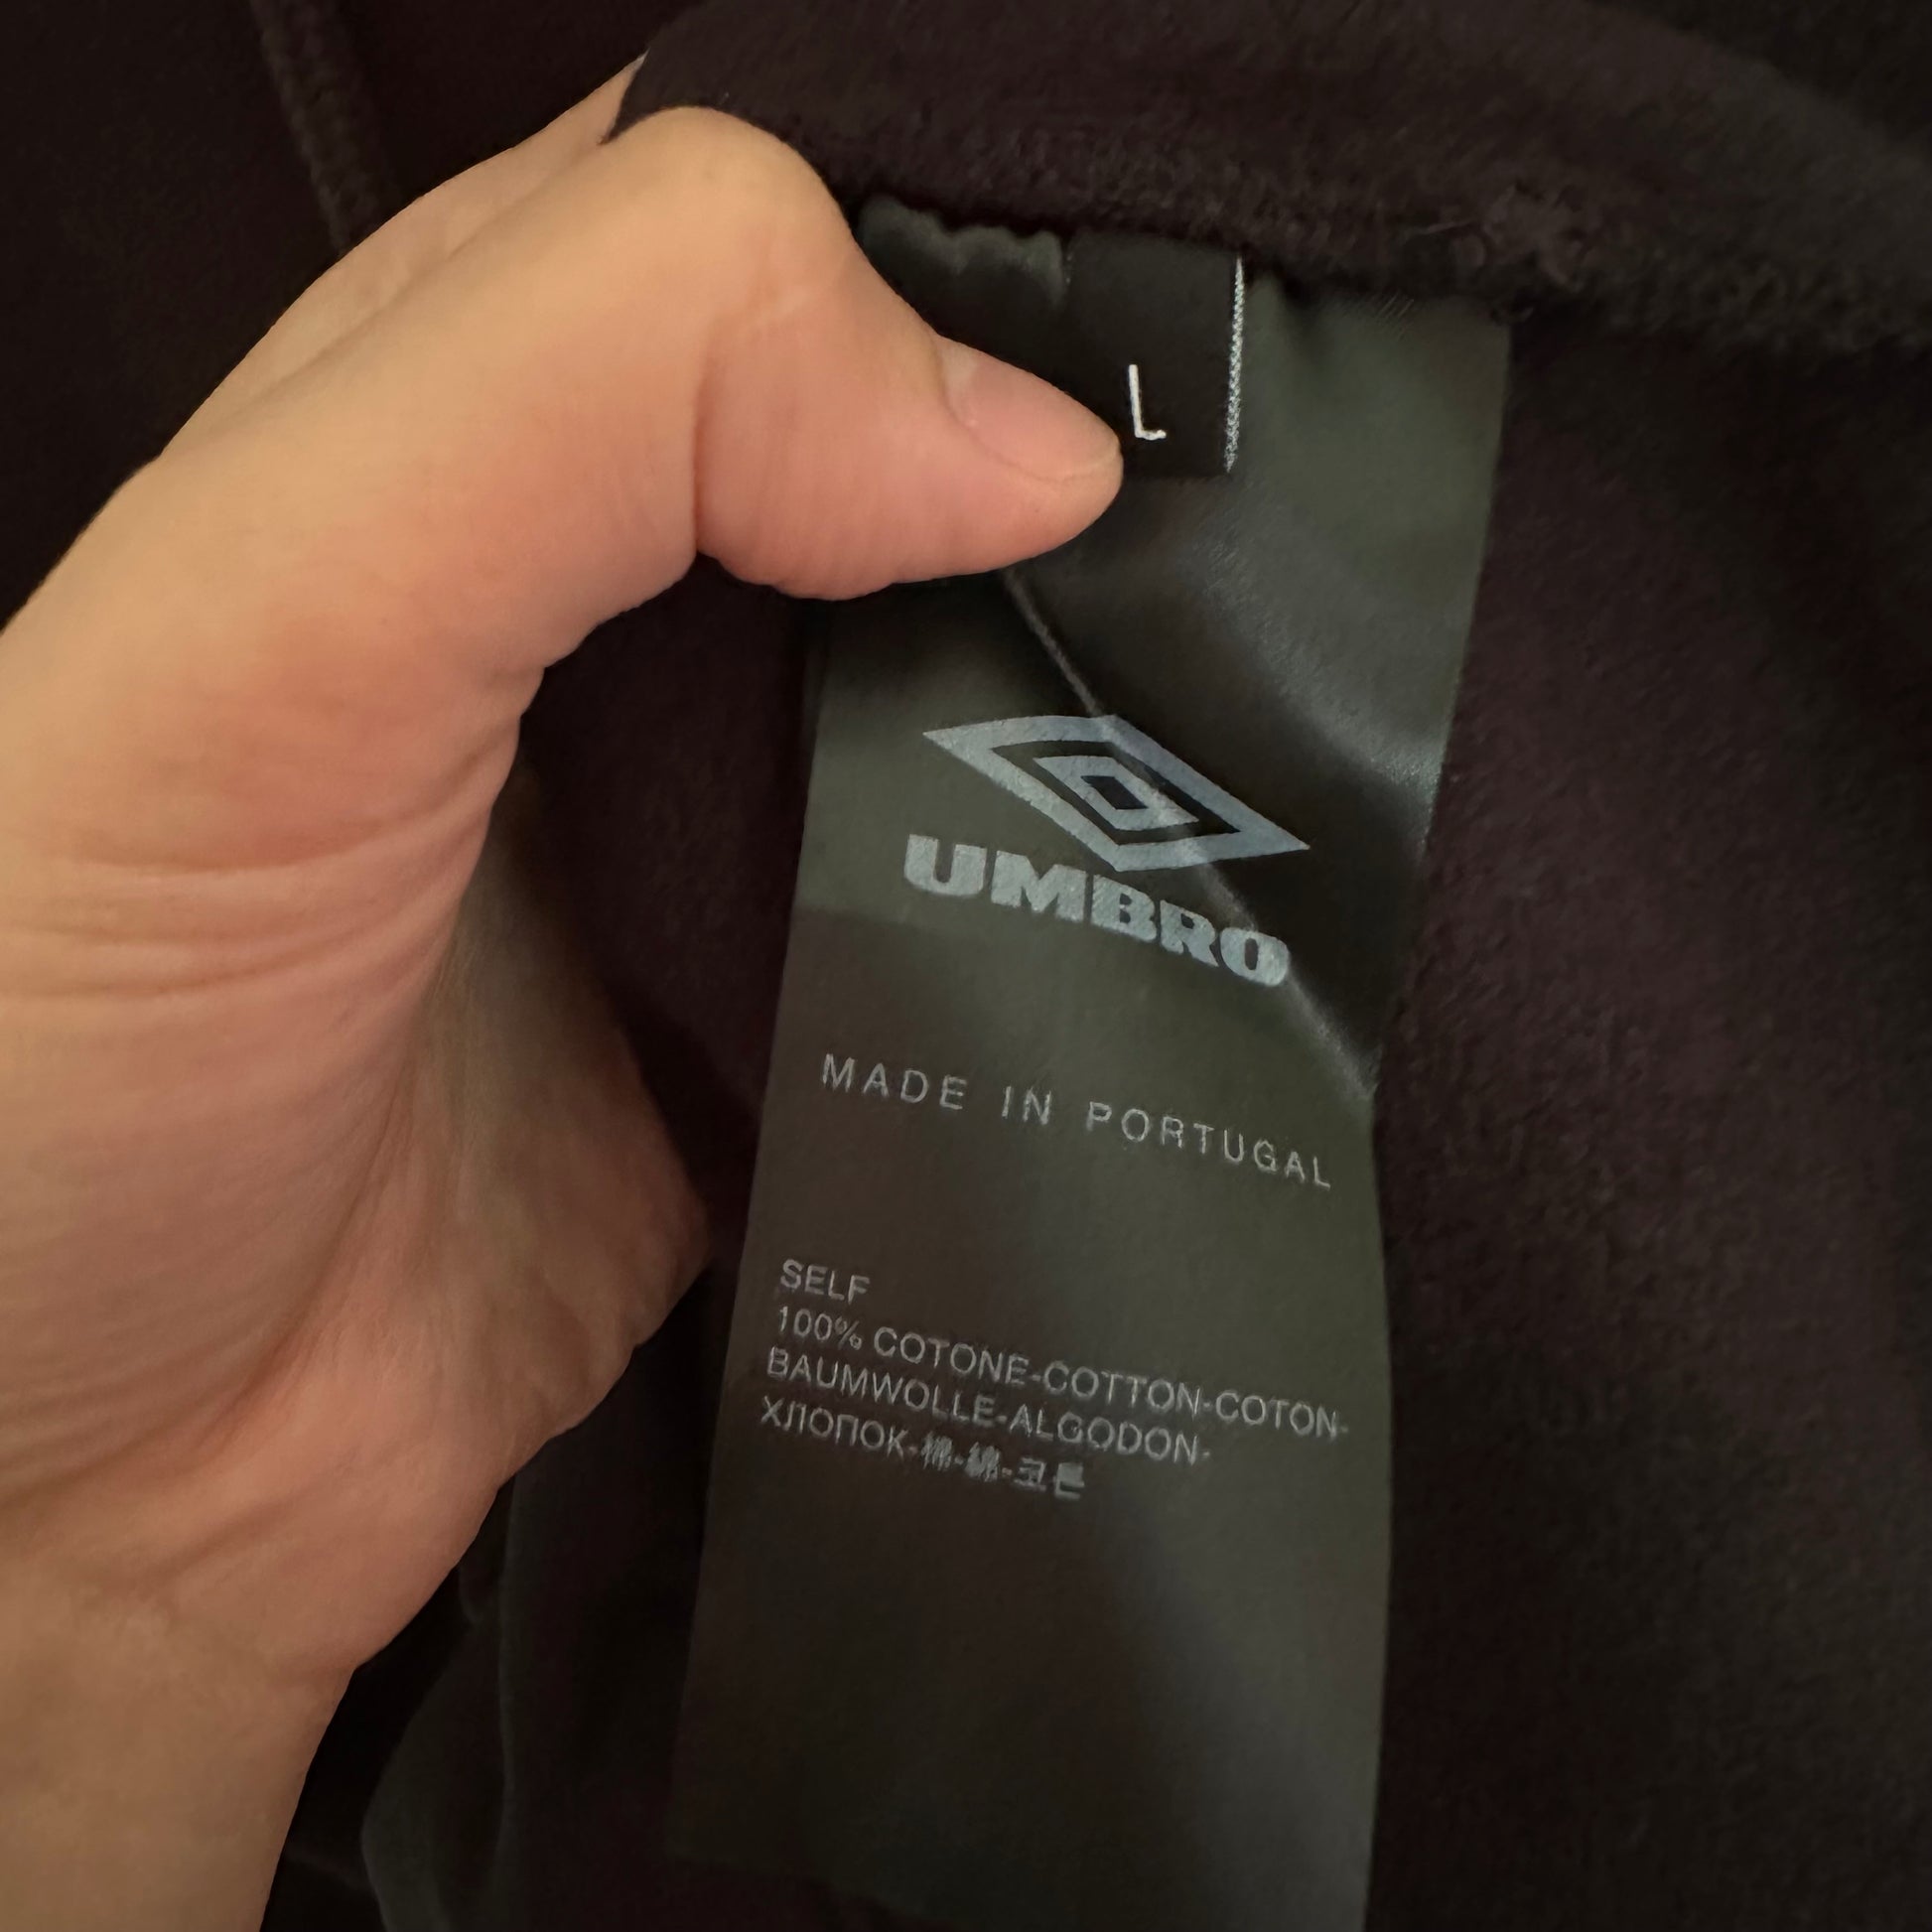 L
UMBRO
MADE IN PORTUGAL
SELF
100% COTONE-COTTON-COTON-
BAUMWOLLE-ALGODON-
ХЛОПОК-棉-綿-코튼